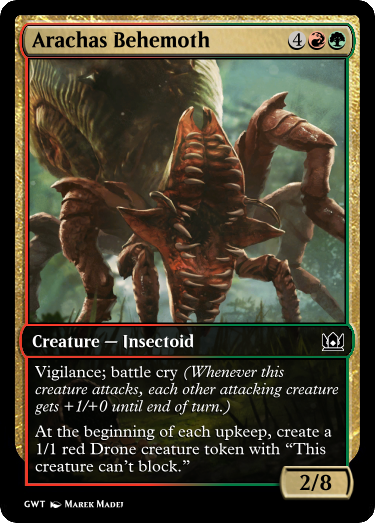 Arachas Behemoth 4
Creature — Insectoid
Vigilance; battle cry (Whenever this
creature attacks, each other attacking creature
gets +1/+0 until end of turn.)
At the beginning of each upkeep, create a
1/1 red Drone creature token with “This
creature can’t block.”
2/8
GWT Marek Madej